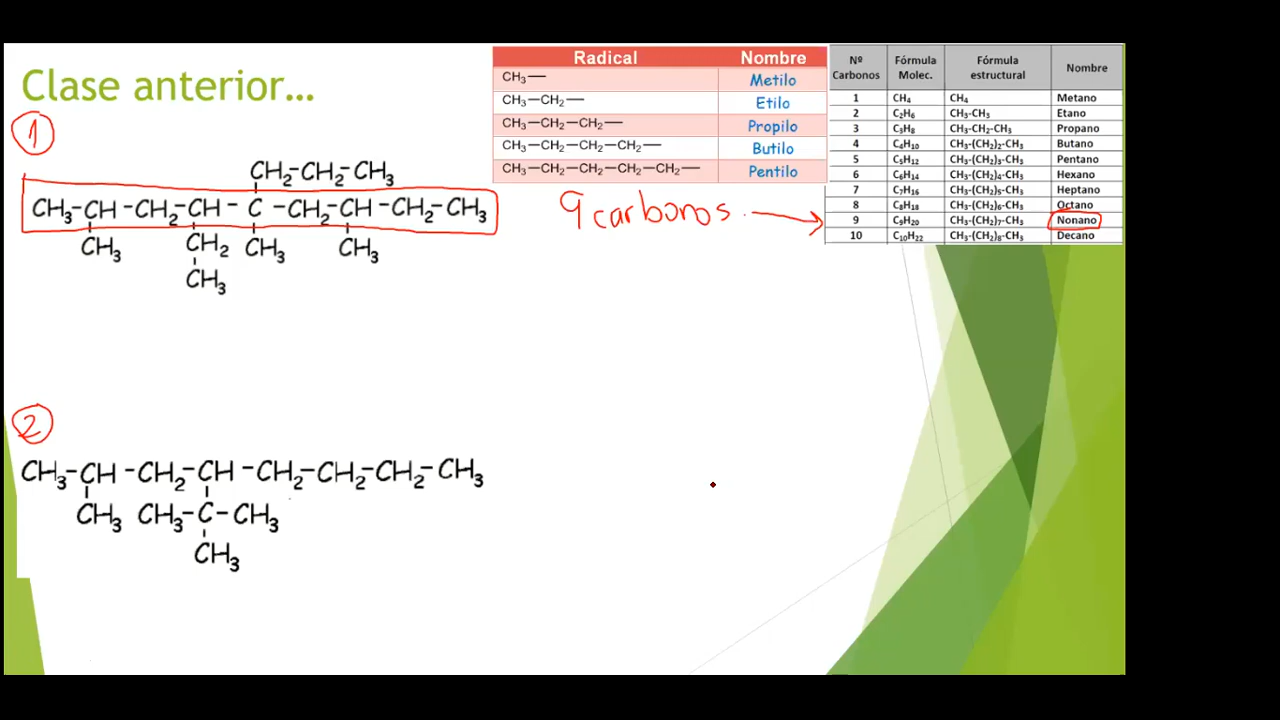 Clase anterior...
1
CH₂-CH₂-CH₃
CH₃-CH-CH₂-CH-C-CH₂-CH-CH₂-CH₃
CH₃ CH₂ CH₃ CH₃
CH₃
Radical Nombre
CH₃— Metilo
CH₃—CH₂— Etilo
CH₃—CH₂—CH₂— Propilo
CH₃—CH₂—CH₂—CH₂— Butilo
CH₃—CH₂—CH₂—CH₂—CH₂— Pentilo
9 carbonos.
Nº Carbonos Fórmula Molec. Fórmula estructural Nombre
1 CH₄ CH₄ Metano
2 C₂H₆ CH₃-CH₃ Etano
3 C₃H₈ CH₃-CH₂-CH₃ Propano
4 C₄H₁₀ CH₃-(CH₂)₂-CH₃ Butano
5 C₅H₁₂ CH₃-(CH₂)₃-CH₃ Pentano
6 C₆H₁₄ CH₃-(CH₂)₄-CH₃ Hexano
7 C₇H₁₆ CH₃-(CH₂)₅-CH₃ Heptano
8 C₈H₁₈ CH₃-(CH₂)₆-CH₃ Octano
9 C₉H₂₀ CH₃-(CH₂)₇-CH₃ Nonano
10 C₁₀H₂₂ CH₃-(CH₂)₈-CH₃ Decano
2
CH₃-CH-CH₂-CH-CH₂-CH₂-CH₂-CH₃
CH₃ CH₃-C-CH₃
CH₃